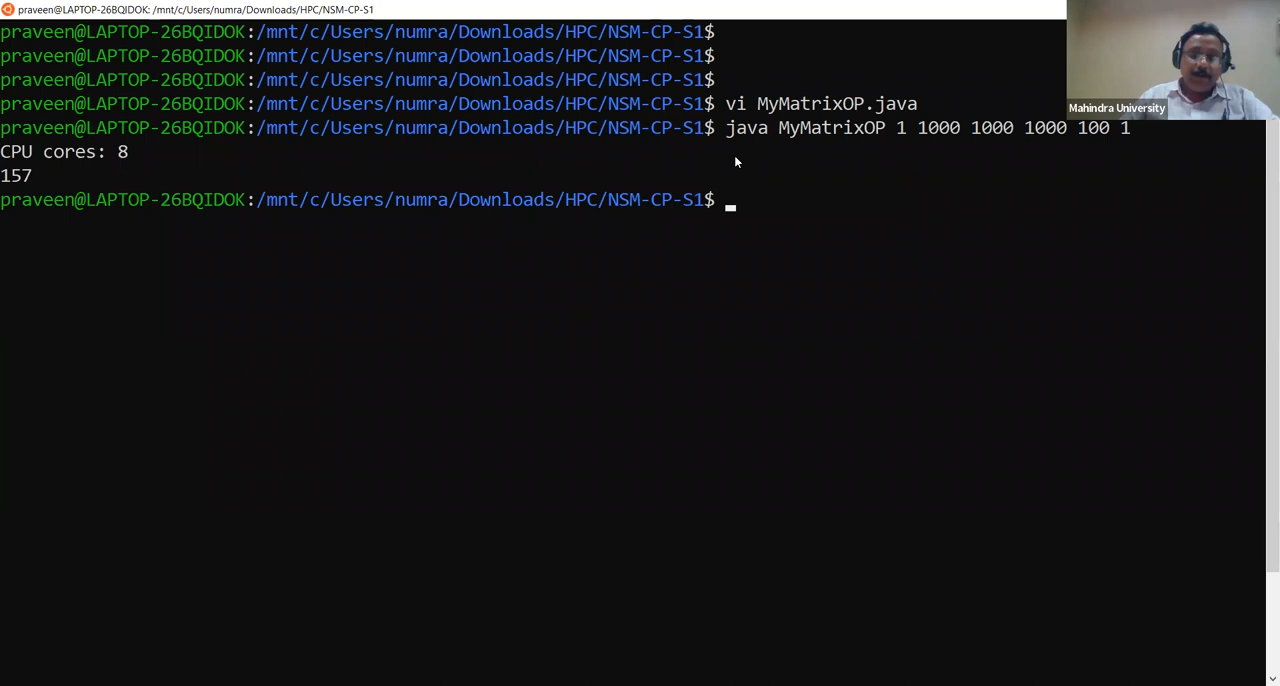 praveen@LAPTOP-26BQIDOK: /mnt/c/Users/numra/Downloads/HPC/NSM-CP-S1
praveen@LAPTOP-26BQIDOK:/mnt/c/Users/numra/Downloads/HPC/NSM-CP-S1$
praveen@LAPTOP-26BQIDOK:/mnt/c/Users/numra/Downloads/HPC/NSM-CP-S1$
praveen@LAPTOP-26BQIDOK:/mnt/c/Users/numra/Downloads/HPC/NSM-CP-S1$
praveen@LAPTOP-26BQIDOK:/mnt/c/Users/numra/Downloads/HPC/NSM-CP-S1$ vi MyMatrixOP.java
Mahindra University
praveen@LAPTOP-26BQIDOK:/mnt/c/Users/numra/Downloads/HPC/NSM-CP-S1$ java MyMatrixOP 1 1000 1000 1000 100 1
CPU cores: 8
157
praveen@LAPTOP-26BQIDOK:/mnt/c/Users/numra/Downloads/HPC/NSM-CP-S1$